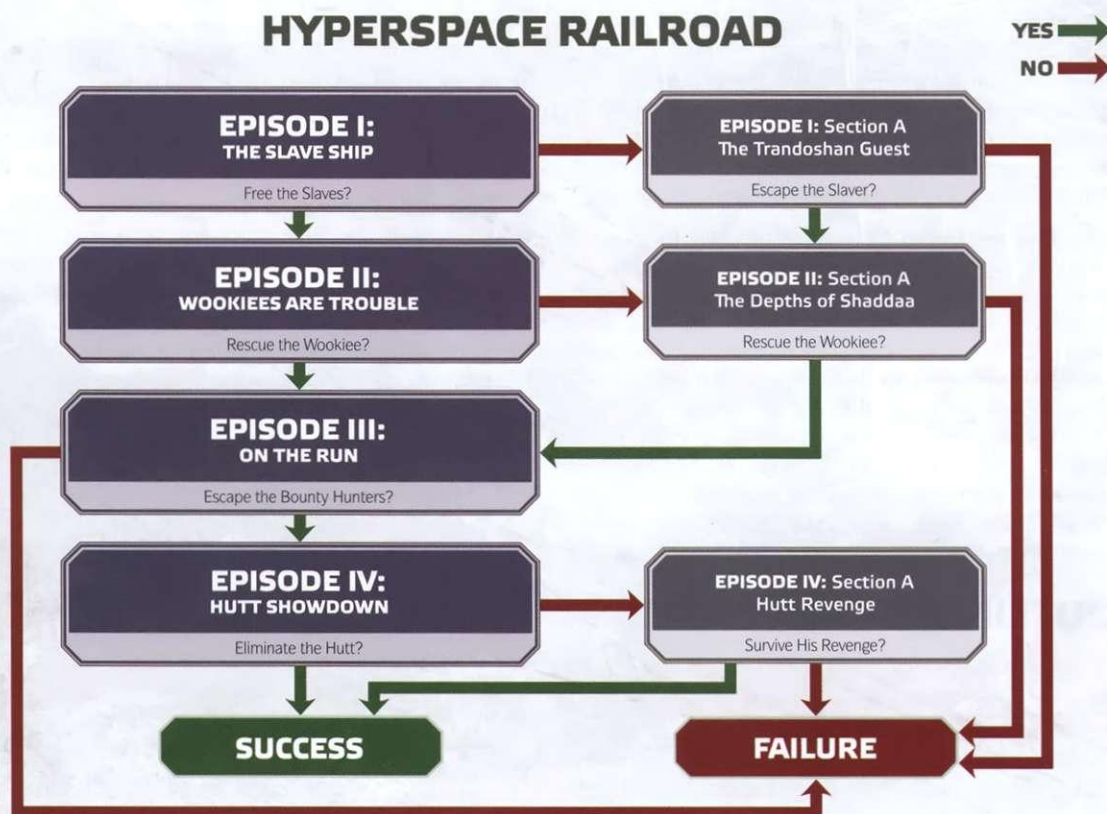 HYPERSPACE RAILROAD
YES
NO
EPISODE I:
THE SLAVE SHIP
Free the Slaves?
EPISODE I: Section A
The Trandoshan Guest
Escape the Slaver?
EPISODE II:
WOOKIEES ARE TROUBLE
Rescue the Wookiee?
EPISODE II: Section A
The Depths of Shaddaa
Rescue the Wookiee?
EPISODE III:
ON THE RUN
Escape the Bounty Hunters?
EPISODE IV:
HUTT SHOWDOWN
Eliminate the Hutt?
EPISODE IV: Section A
Hutt Revenge
Survive His Revenge?
SUCCESS
FAILURE